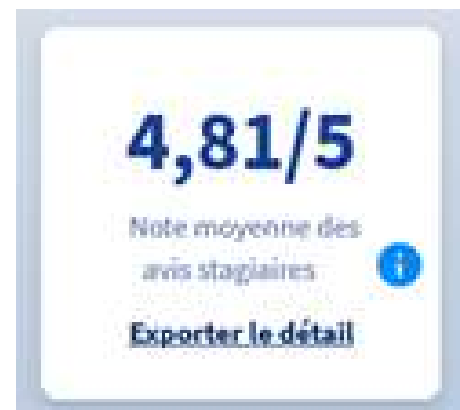 4,81/5
Note moyenne des
avis stagiaires
i
Exporter le détail